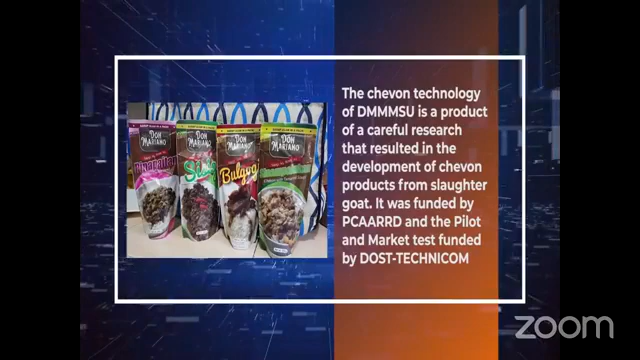 The chevon technology
of DMMMSU is a product
of a careful research
that resulted in the
development of chevon
products from slaughter
goat. It was funded by
PCAARRD and the Pilot
and Market test funded
by DOST-TECHNICOM
DON MARIANO
DON MARIANO
DON MARIANO
DON MARIANO
Bulgogi
zoom